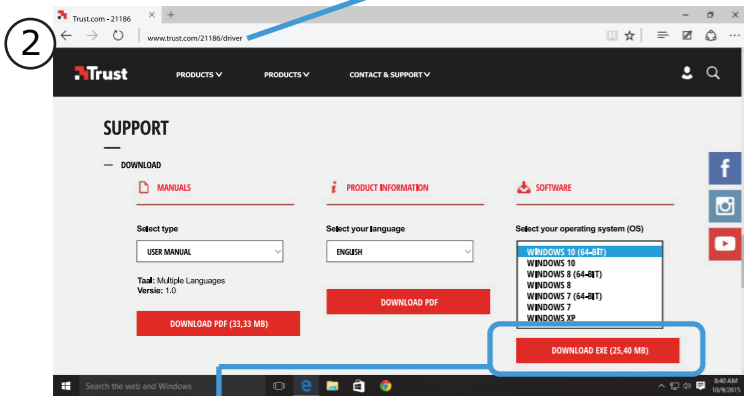 2
Trust.com - 21186
www.trust.com/21186/driver
Trust
PRODUCTS
PRODUCTS
CONTACT & SUPPORT
SUPPORT
DOWNLOAD
MANUALS
Select type
USER MANUAL
Taal: Multiple Languages
Versie: 1.0
DOWNLOAD PDF (33,33 MB)
i PRODUCT INFORMATION
Select your language
ENGLISH
DOWNLOAD PDF
SOFTWARE
Select your operating system (OS)
WINDOWS 10 (64-BIT)
WINDOWS 10
WINDOWS 8 (64-BIT)
WINDOWS 8
WINDOWS 7 (64-BIT)
WINDOWS 7
WINDOWS XP
DOWNLOAD EXE (25,40 MB)
f
Search the web and Windows
8:40 AM
10/9/2015